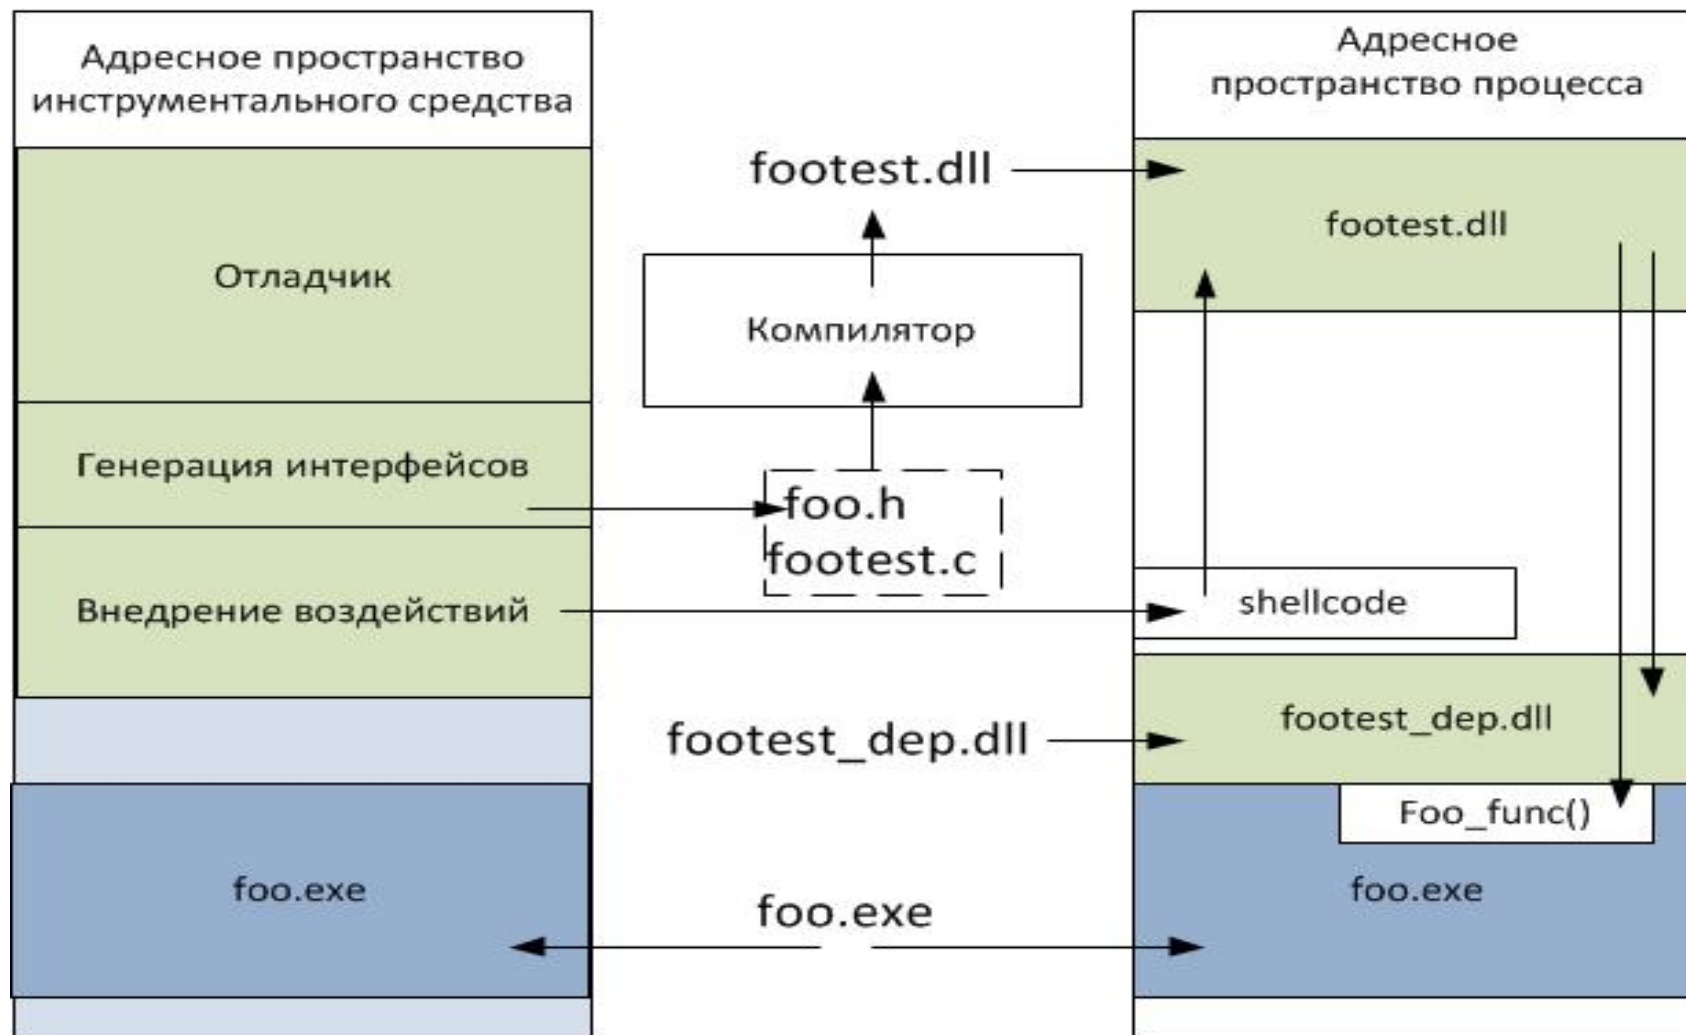 Адресное пространство
инструментального средства
Отладчик
Генерация интерфейсов
Внедрение воздействий
foo.exe
footest.dll
Компилятор
foo.h
footest.c
footest_dep.dll
foo.exe
Адресное
пространство процесса
footest.dll
shellcode
footest_dep.dll
Foo_func()
foo.exe